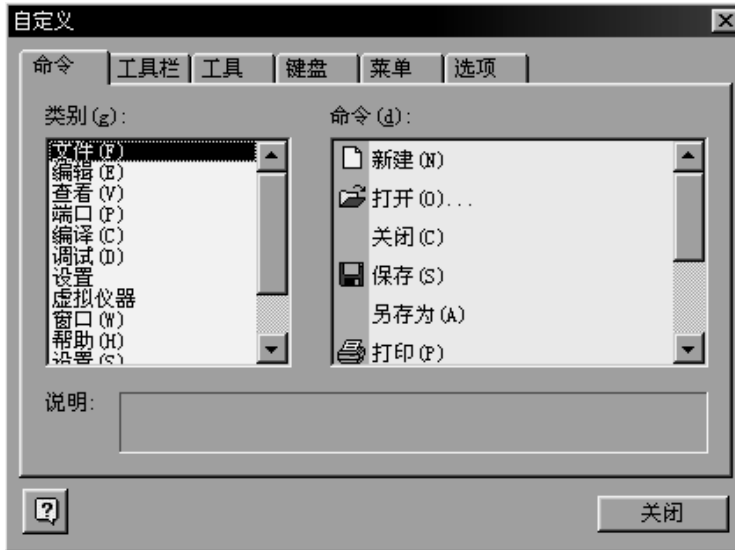 自定义
命令 工具栏 工具 键盘 菜单 选项
类别(g):
文件(F)
编辑(E)
查看(V)
端口(P)
编译(C)
调试(D)
设置
虚拟仪器
窗口(W)
帮助(H)
设置(S)
命令(d):
新建(N)
打开(O)...
关闭(C)
保存(S)
另存为(A)
打印(P)
说明:
关闭